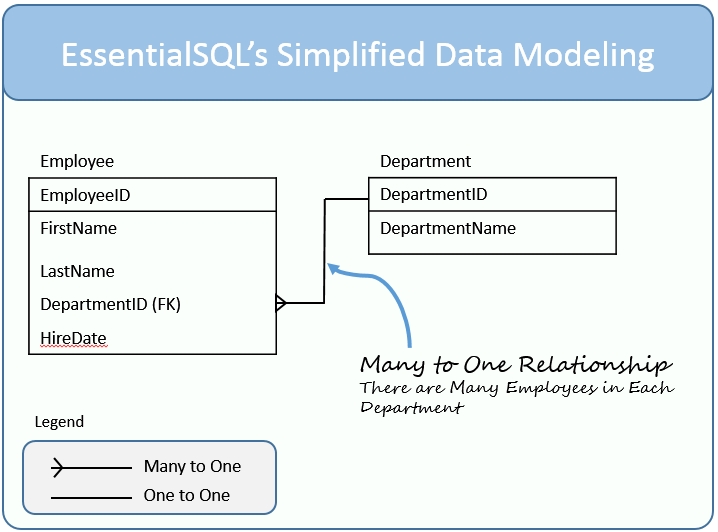 EssentialSQL's Simplified Data Modeling
Employee
EmployeeID
FirstName
LastName
DepartmentID (FK)
HireDate
Department
DepartmentID
DepartmentName
Many to One Relationship
There are Many Employees in Each
Department
Legend
Many to One
One to One